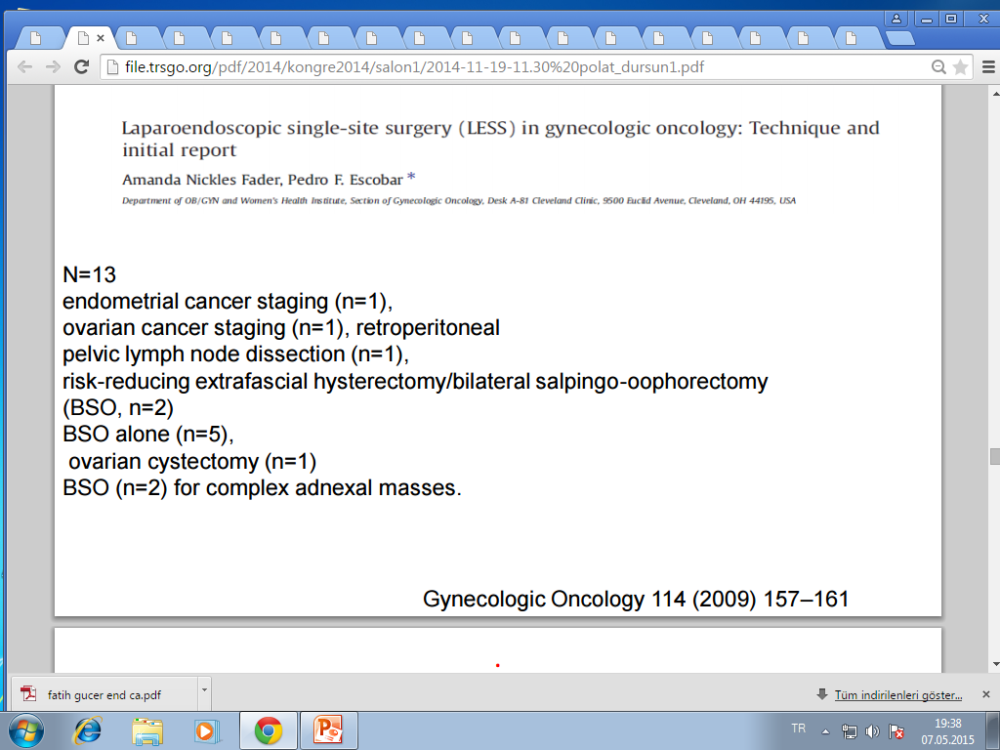 file.trsgo.org/pdf/2014/kongre2014/salon1/2014-11-19-11.30%20polat_dursun1.pdf
Laparoendoscopic single-site surgery (LESS) in gynecologic oncology: Technique and
initial report
Amanda Nickles Fader, Pedro F. Escobar *
Department of OB/GYN and Women's Health Institute, Section of Gynecologic Oncology, Desk A-81 Cleveland Clinic, 9500 Euclid Avenue, Cleveland, OH 44195, USA
N=13
endometrial cancer staging (n=1),
ovarian cancer staging (n=1), retroperitoneal
pelvic lymph node dissection (n=1),
risk-reducing extrafascial hysterectomy/bilateral salpingo-oophorectomy
(BSO, n=2)
BSO alone (n=5),
ovarian cystectomy (n=1)
BSO (n=2) for complex adnexal masses.
Gynecologic Oncology 114 (2009) 157–161
fatih gucer end ca.pdf
Tüm indirilenleri göster...
TR
19:38
07.05.2015